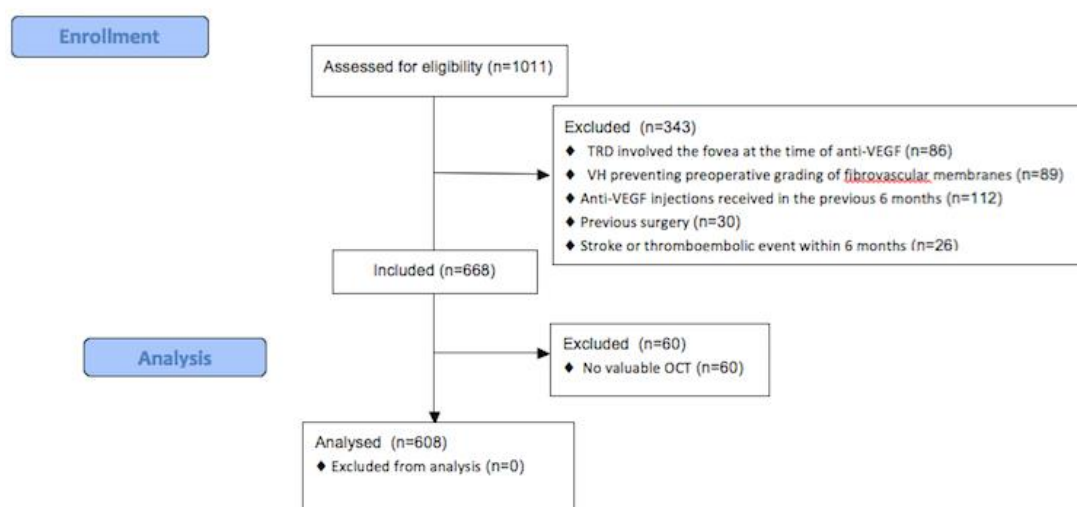 Enrollment
Assessed for eligibility (n=1011)
Excluded (n=343)
♦ TRD involved the fovea at the time of anti-VEGF (n=86)
♦ VH preventing preoperative grading of fibrovascular membranes (n=89)
♦ Anti-VEGF injections received in the previous 6 months (n=112)
♦ Previous surgery (n=30)
♦ Stroke or thromboembolic event within 6 months (n=26)
Included (n=668)
Analysis
Excluded (n=60)
♦ No valuable OCT (n=60)
Analysed (n=608)
♦ Excluded from analysis (n=0)